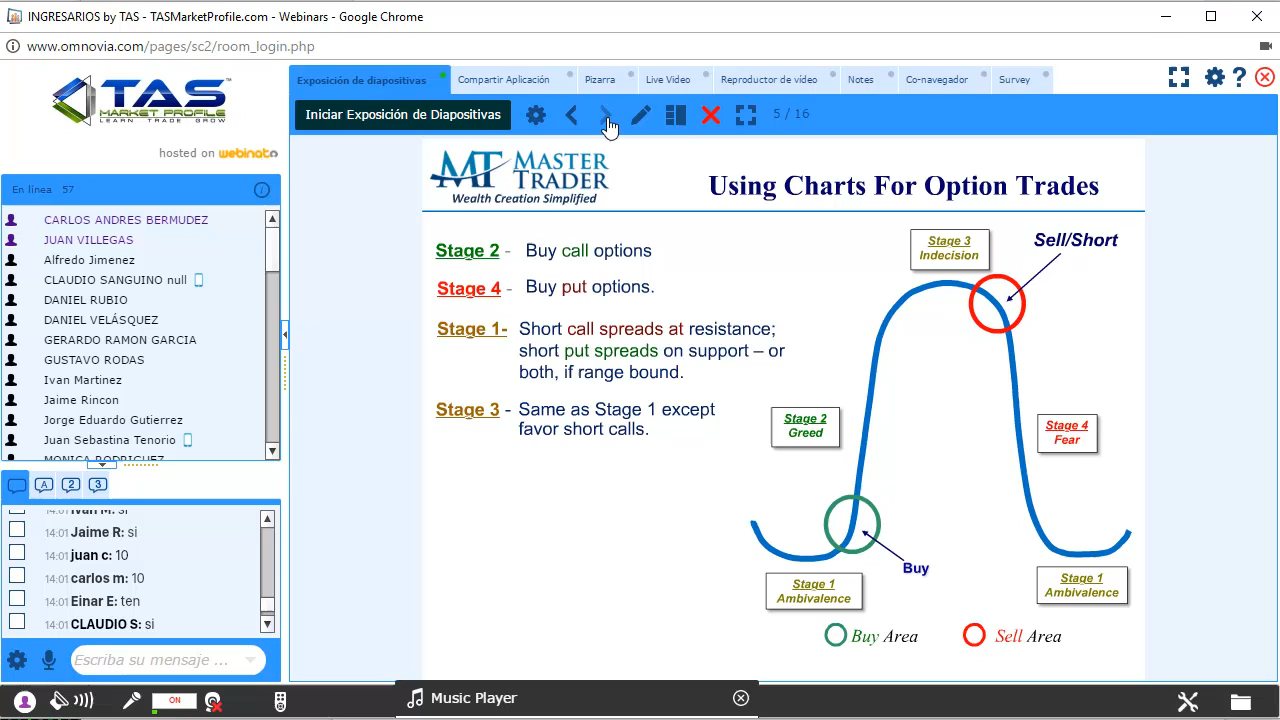 INGRESARIOS by TAS - TASMarketProfile.com - Webinars - Google Chrome
www.omnovia.com/pages/sc2/room_login.php
TAS
MARKET PROFILE
LEARN TRADE GROW
hosted on webinato
Exposición de diapositivas
Compartir Aplicación
Pizarra
Live Video
Reproductor de vídeo
Notes
Co-navegador
Survey
Iniciar Exposición de Diapositivas
5 / 16
En línea 57
CARLOS ANDRES BERMUDEZ
JUAN VILLEGAS
Alfredo Jimenez
CLAUDIO SANGUINO null
DANIEL RUBIO
DANIEL VELÁSQUEZ
GERARDO RAMON GARCIA
GUSTAVO RODAS
Ivan Martinez
Jaime Rincon
Jorge Eduardo Gutierrez
Juan Sebastina Tenorio
MONICA RODRIGUEZ
A 2 3
14:01 Ivan M: si
14:01 Jaime R: si
14:01 juan c: 10
14:01 carlos m: 10
14:01 Einar E: ten
14:01 CLAUDIO S: si
Escriba su mensaje ...
ON
Music Player
MT MASTER TRADER
Wealth Creation Simplified
Using Charts For Option Trades
Stage 2 - Buy call options
Stage 4 - Buy put options.
Stage 1- Short call spreads at resistance;
short put spreads on support – or
both, if range bound.
Stage 3 - Same as Stage 1 except
favor short calls.
Stage 3
Indecision
Sell/Short
Stage 2
Greed
Stage 4
Fear
Buy
Stage 1
Ambivalence
Stage 1
Ambivalence
Buy Area
Sell Area